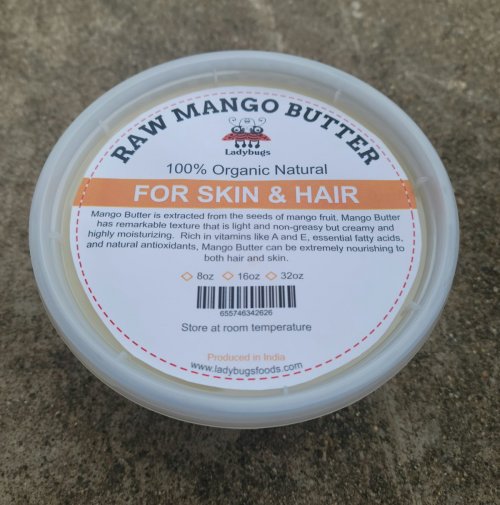 RAW MANGO BUTTER
Ladybugs
100% Organic Natural
FOR SKIN & HAIR
Mango Butter is extracted from the seeds of mango fruit. Mango Butter
has remarkable texture that is light and non-greasy but creamy and
highly moisturizing. Rich in vitamins like A and E, essential fatty acids,
and natural antioxidants, Mango Butter can be extremely nourishing to
both hair and skin.
8oz 16oz 32oz
655746342626
Store at room temperature
Produced in India
www.ladybugsfoods.com